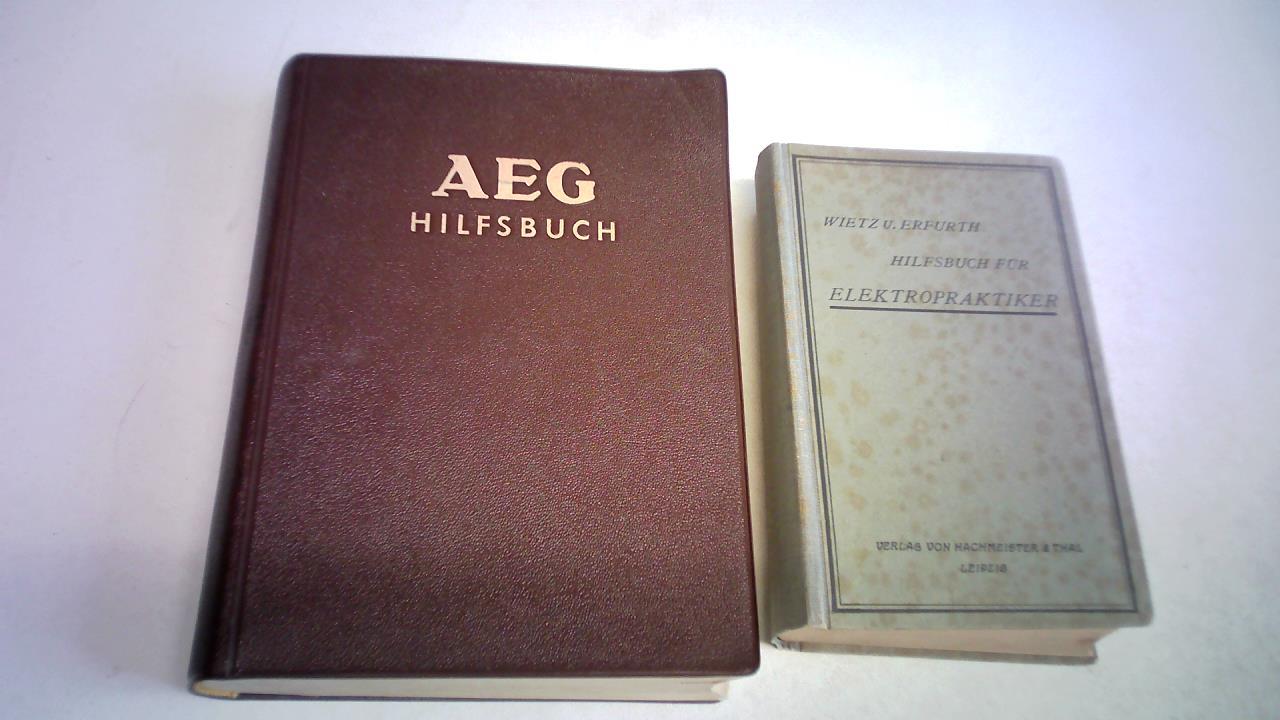 AEG
HILFSBUCH
WIETZ U. ERFURTH
HILFSBUCH FÜR
ELEKTROPRAKTIKER
VERLAG VON HACHMEISTER & THAL
LEIPZIG